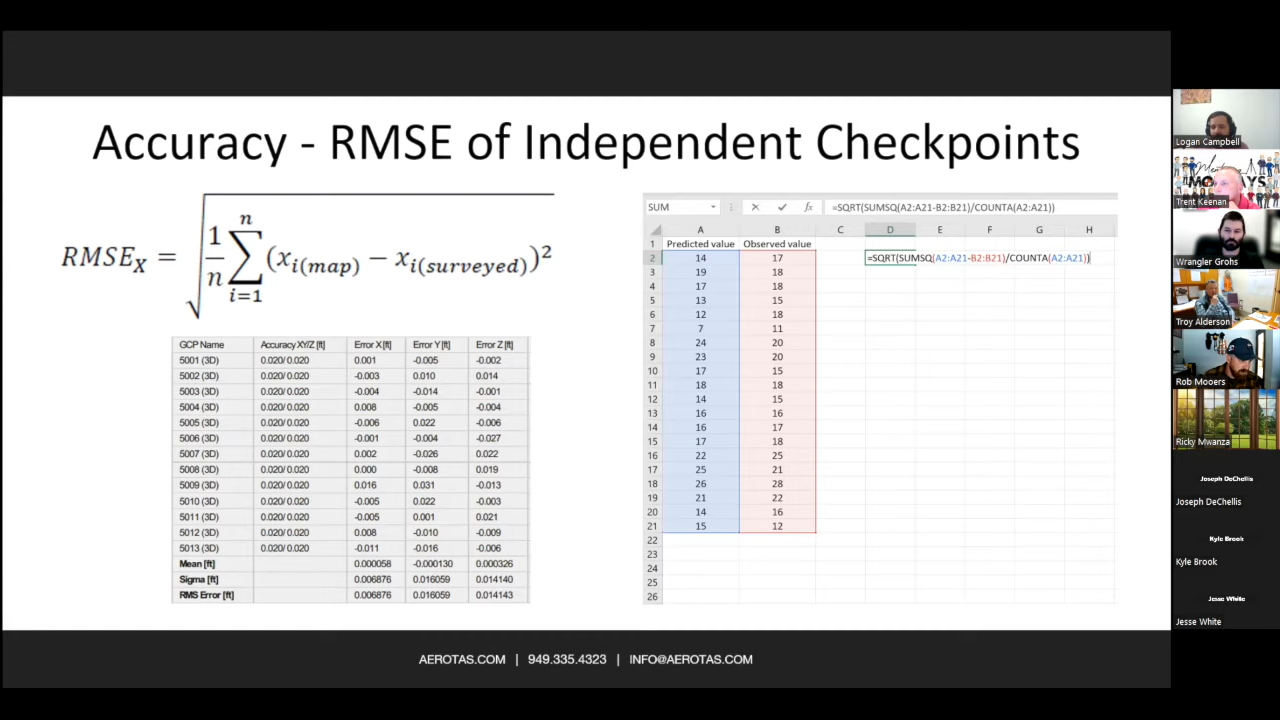 Accuracy - RMSE of Independent Checkpoints
RMSE_X = √ 1/n ∑ n i=1 (x_i(map) − x_i(surveyed))²
GCP Name Accuracy XY/Z [ft] Error X [ft] Error Y [ft] Error Z [ft]
5001 (3D) 0.020/ 0.020 0.001 -0.005 -0.002
5002 (3D) 0.020/ 0.020 -0.003 0.010 0.014
5003 (3D) 0.020/ 0.020 -0.004 -0.014 -0.001
5004 (3D) 0.020/ 0.020 0.008 -0.005 -0.004
5005 (3D) 0.020/ 0.020 -0.006 0.022 -0.006
5006 (3D) 0.020/ 0.020 -0.001 -0.004 -0.027
5007 (3D) 0.020/ 0.020 0.002 -0.026 0.022
5008 (3D) 0.020/ 0.020 0.000 -0.008 0.019
5009 (3D) 0.020/ 0.020 0.016 0.031 -0.013
5010 (3D) 0.020/ 0.020 -0.005 0.022 -0.003
5011 (3D) 0.020/ 0.020 -0.005 0.001 0.021
5012 (3D) 0.020/ 0.020 0.008 -0.010 -0.009
5013 (3D) 0.020/ 0.020 -0.011 -0.016 -0.006
Mean [ft] 0.000058 -0.000130 0.000326
Sigma [ft] 0.006876 0.016059 0.014140
RMS Error [ft] 0.006876 0.016059 0.014143
SUM fx =SQRT(SUMSQ(A2:A21-B2:B21)/COUNTA(A2:A21))
A B C D E F G H
1 Predicted value Observed value
2 14 17 =SQRT(SUMSQ(A2:A21-B2:B21)/COUNTA(A2:A21))
3 19 18
4 17 18
5 13 15
6 12 18
7 7 11
8 24 20
9 23 20
10 17 15
11 18 18
12 14 15
13 16 16
14 16 17
15 17 18
16 22 25
17 25 21
18 26 28
19 21 22
20 14 16
21 15 12
22
23
24
25
26
AEROTAS.COM | 949.335.4323 | INFO@AEROTAS.COM
Logan Campbell
Trent Keenan
Wrangler Grohs
Troy Alderson
Rob Mooers
Ricky Mwanza
Joseph DeChellis
Joseph DeChellis
Kyle Brook
Kyle Brook
Jesse White
Jesse White